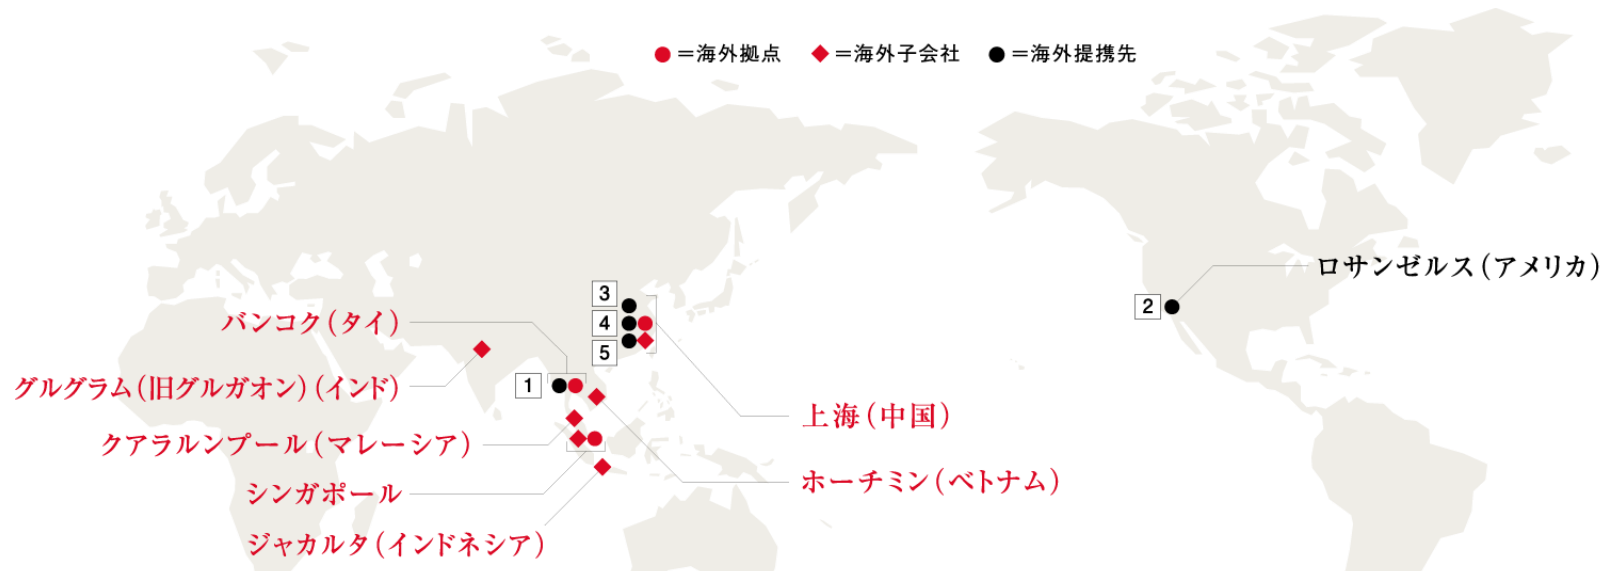 ●=海外拠点 ◆=海外子会社 ●=海外提携先
ロサンゼルス(アメリカ)
2
3
4
5
バンコク(タイ)
グルグラム(旧グルガオン)(インド)
1
上海(中国)
クアラルンプール(マレーシア)
ホーチミン(ベトナム)
シンガポール
ジャカルタ(インドネシア)